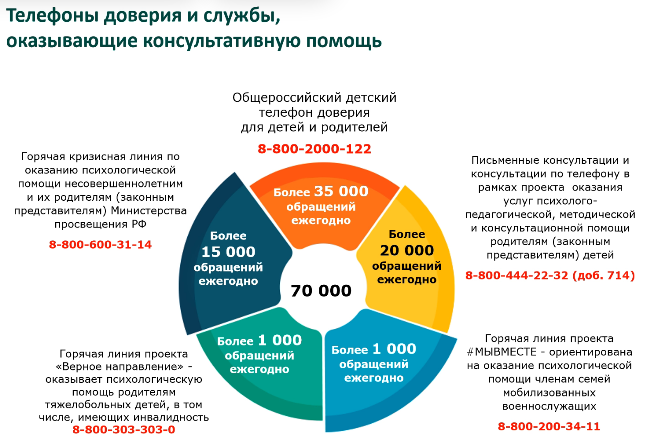 Телефоны доверия и службы,
оказывающие консультативную помощь
Общероссийский детский
телефон доверия
для детей и родителей
8-800-2000-122
Горячая кризисная линия по
оказанию психологической
помощи несовершеннолетним
и их родителям (законным
представителям) Министерства
просвещения РФ
8-800-600-31-14
Письменные консультации и
консультации по телефону в
рамках проекта оказания
услуг психолого-
педагогической, методической
и консультационной помощи
родителям (законным
представителям) детей
8-800-444-22-32 (доб. 714)
Более 35 000
обращений
ежегодно
Более
15 000
обращений
ежегодно
Более
20 000
обращений
ежегодно
70 000
Более 1 000
обращений
ежегодно
Более 1 000
обращений
ежегодно
Горячая линия проекта
«Верное направление» -
оказывает психологическую
помощь родителям
тяжелобольных детей, в том
числе, имеющих инвалидность
8-800-303-303-0
Горячая линия проекта
#МЫВМЕСТЕ - ориентирована
на оказание психологической
помощи членам семей
мобилизованных
военнослужащих
8-800-200-34-11